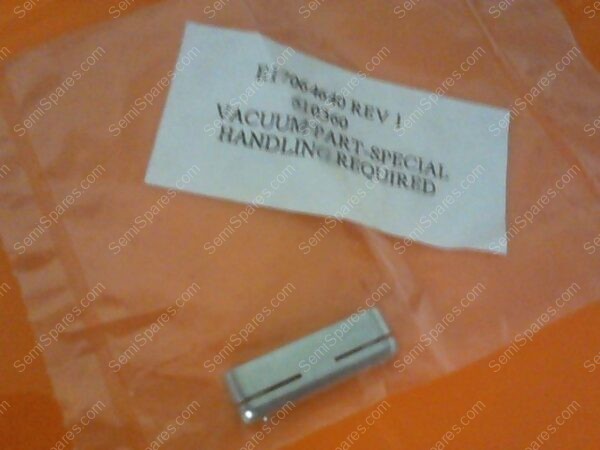 E17064640 REV 1
810360
VACUUM PART-SPECIAL
HANDLING REQUIRED
SemiSpares.com